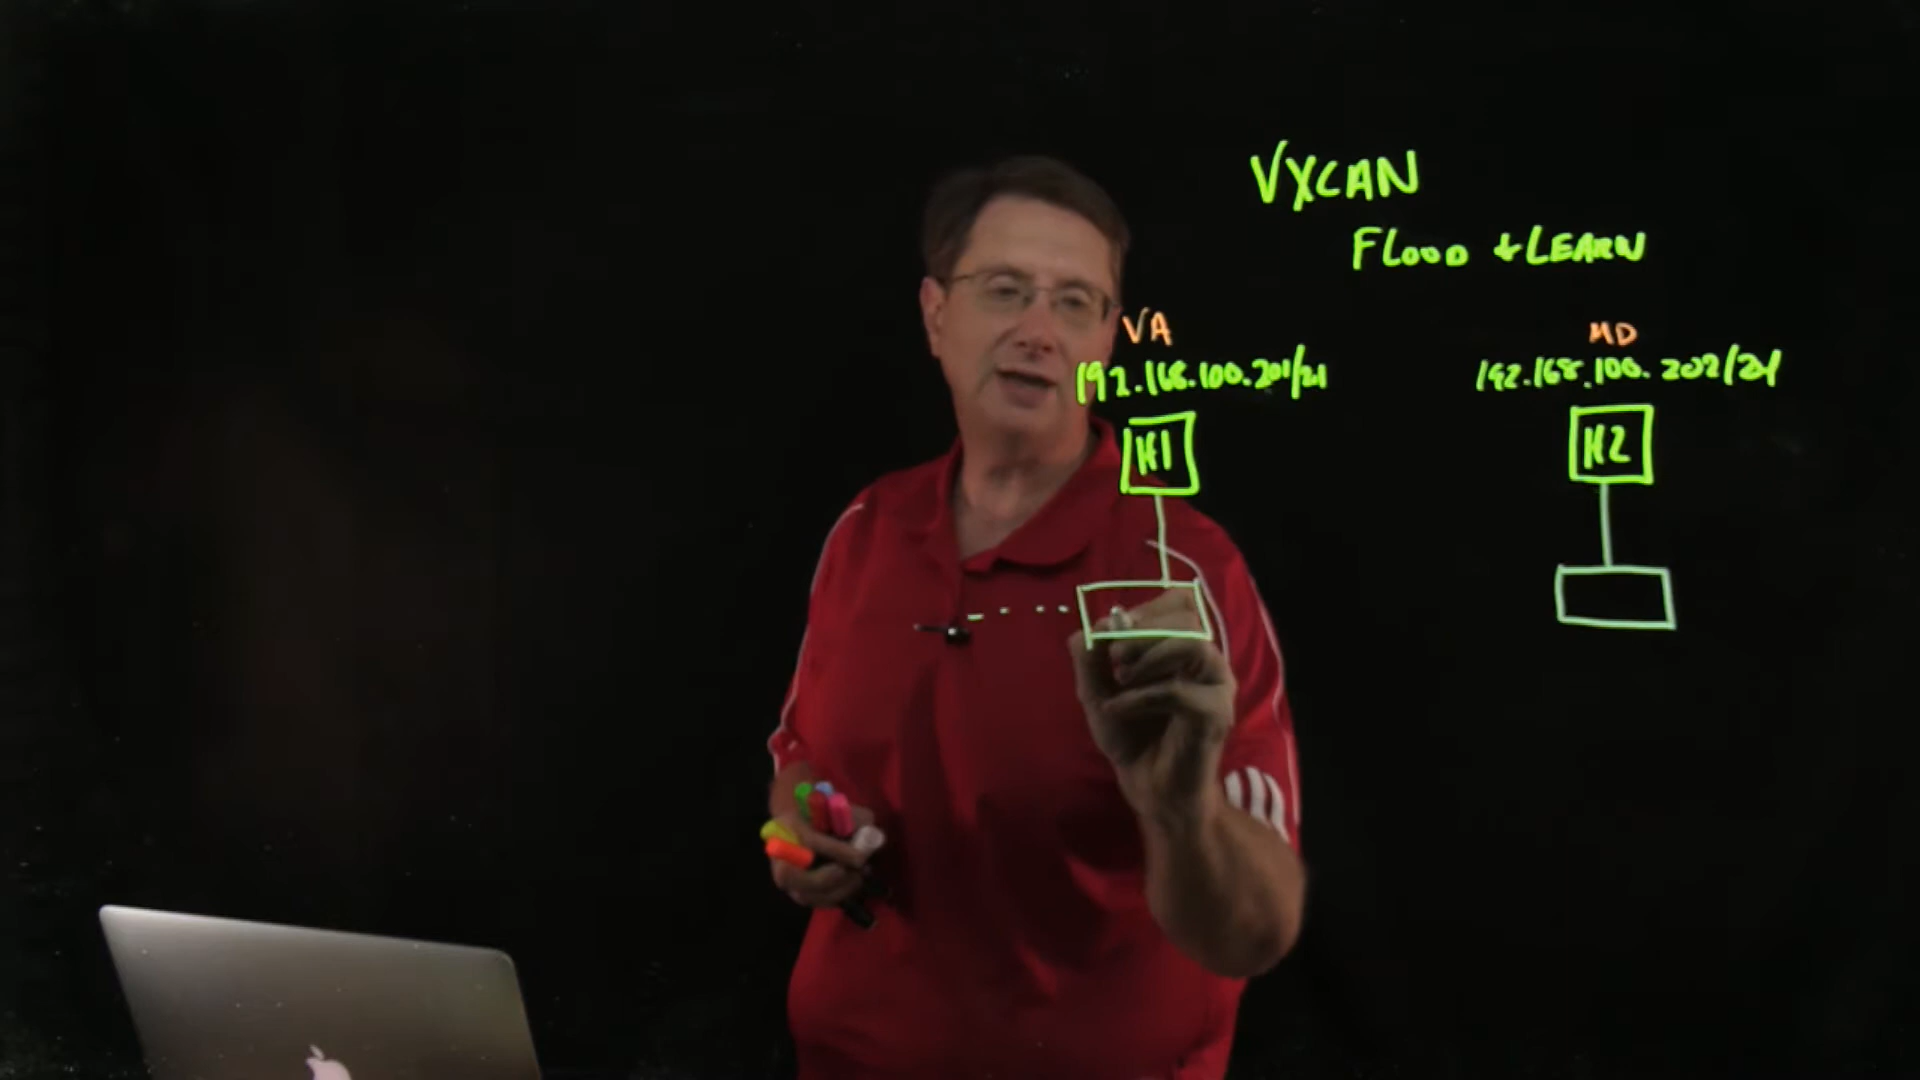 VXLAN
FLOOD + LEARN
VA
192.168.100.201/24
MD
192.168.100.202/24
H1
H2